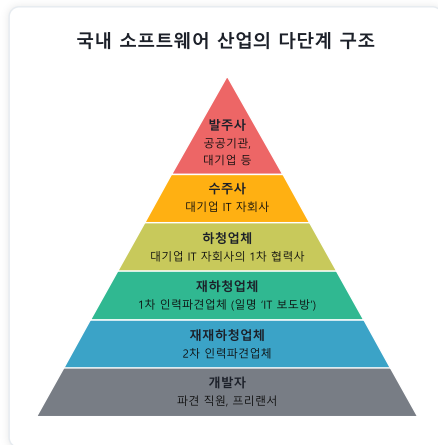 국내 소프트웨어 산업의 다단계 구조
발주사
공공기관,
대기업 등
수주사
대기업 IT 자회사
하청업체
대기업 IT 자회사의 1차 협력사
재하청업체
1차 인력파견업체 (일명 'IT 보도방')
재재하청업체
2차 인력파견업체
개발자
파견 직원, 프리랜서